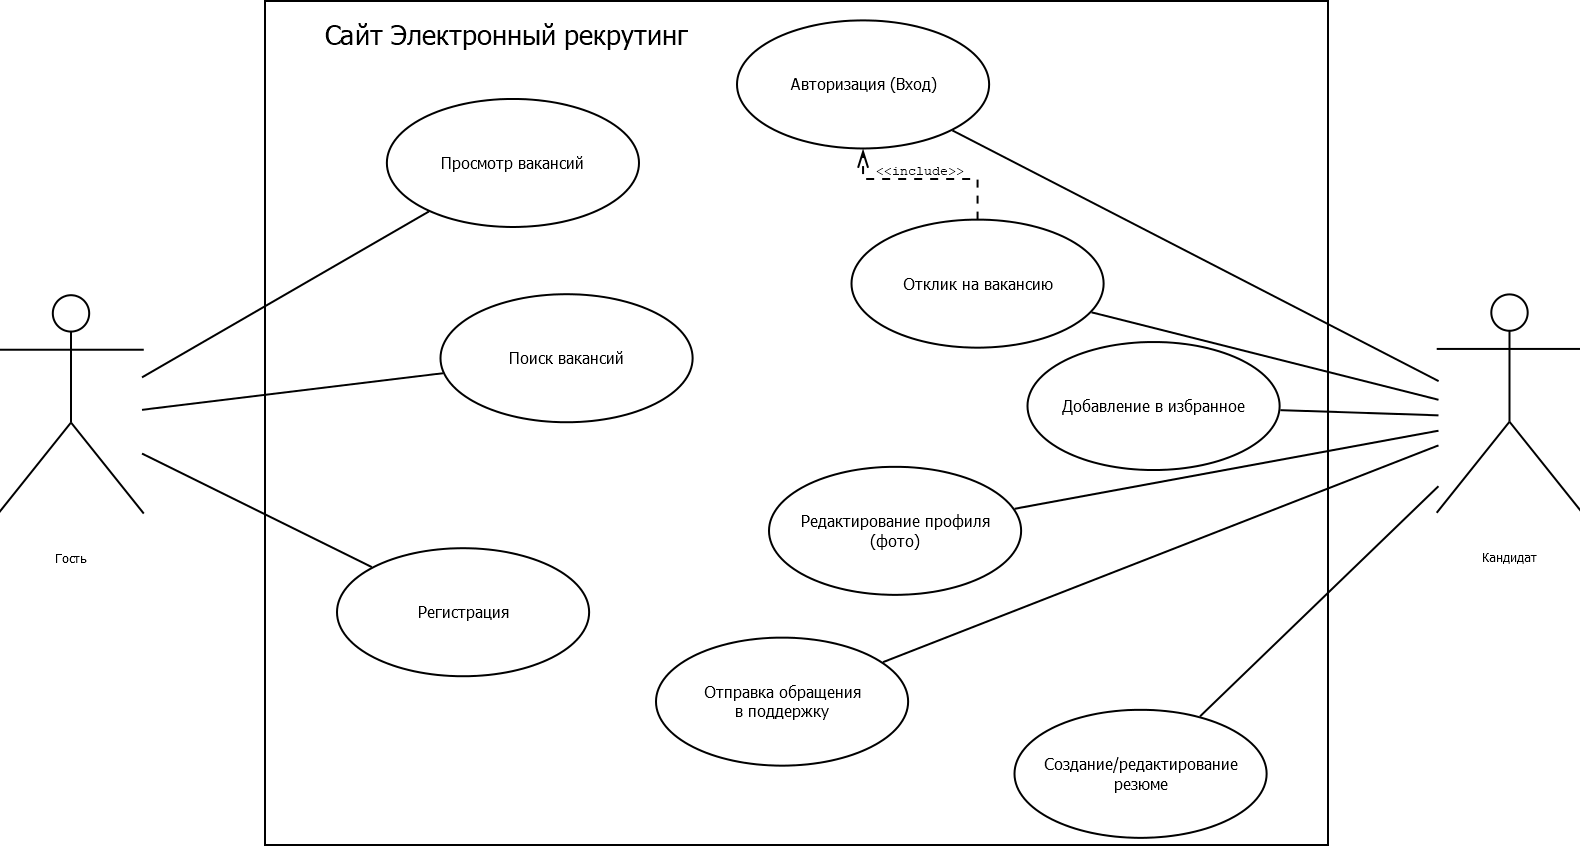 Сайт Электронный рекрутинг
Авторизация (Вход)
Просмотр вакансий
<<include>>
Отклик на вакансию
Поиск вакансий
Добавление в избранное
Редактирование профиля
(фото)
Гость
Кандидат
Регистрация
Отправка обращения
в поддержку
Создание/редактирование
резюме